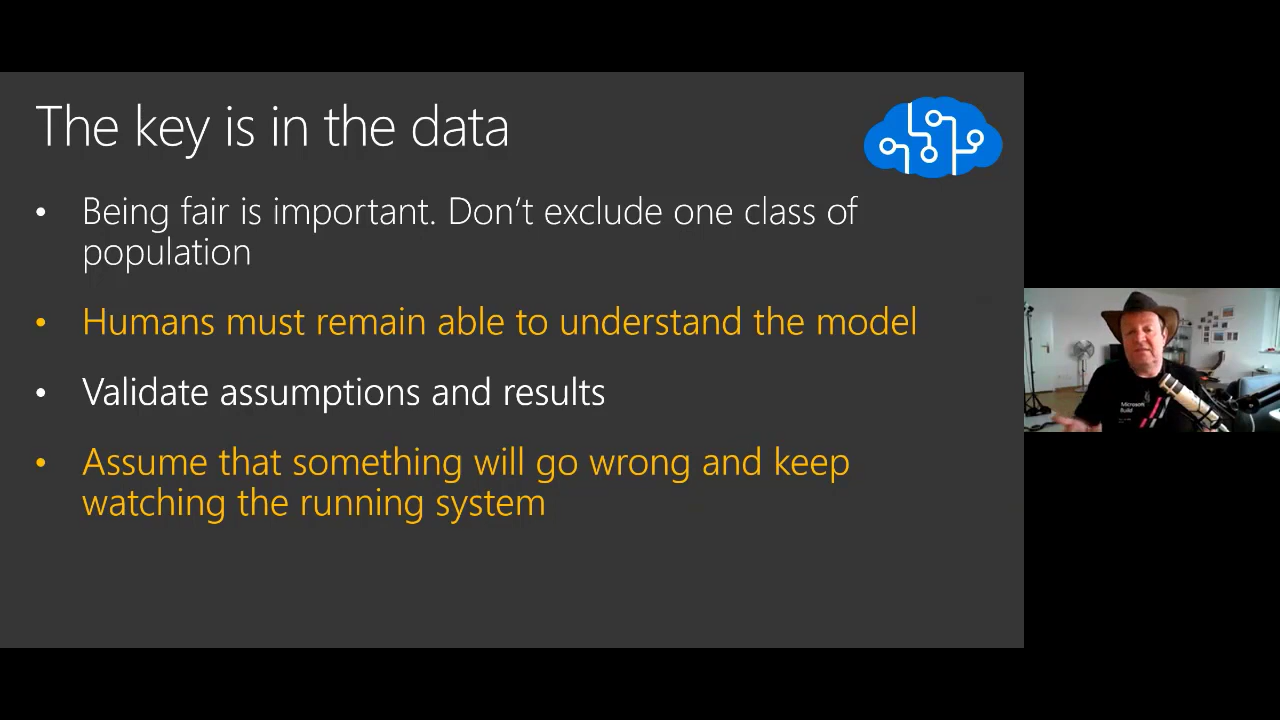 The key is in the data
• Being fair is important. Don’t exclude one class of
population
• Humans must remain able to understand the model
• Validate assumptions and results
• Assume that something will go wrong and keep
watching the running system
Microsoft
Build